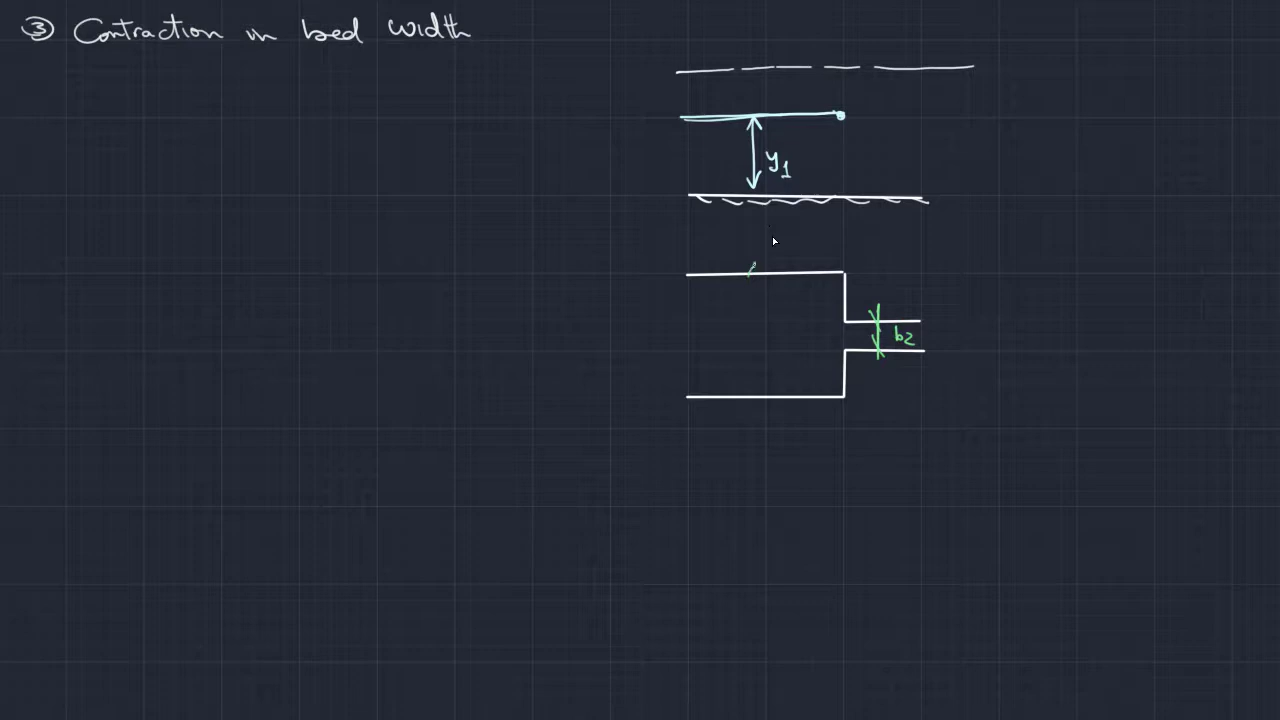 ③ Contraction in bed width
y1
b2